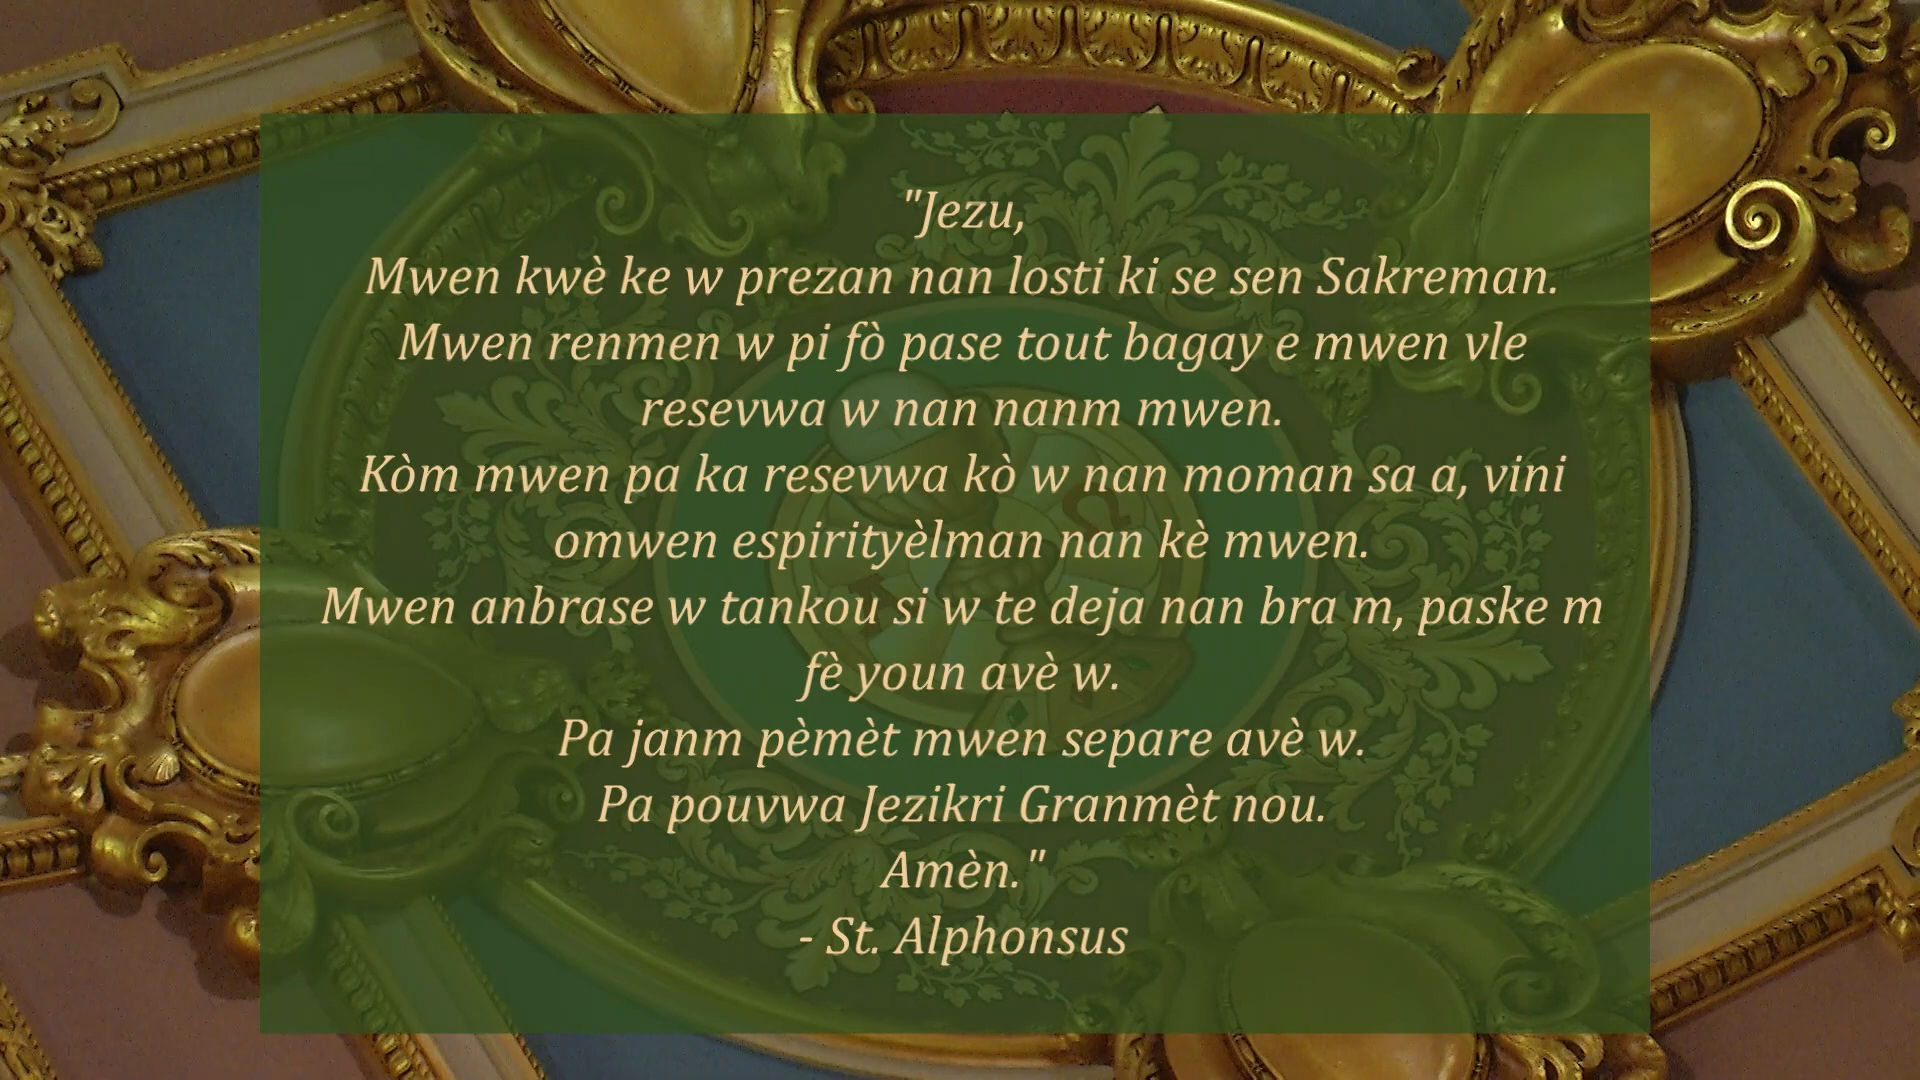 "Jezu,
Mwen kwè ke w prezan nan losti ki se sen Sakreman.
Mwen renmen w pi fò pase tout bagay e mwen vle
resevwa w nan nanm mwen.
Kòm mwen pa ka resevwa kò w nan moman sa a, vini
omwen espirityèlman nan kè mwen.
Mwen anbrase w tankou si w te deja nan bra m, paske m
fè youn avè w.
Pa janm pèmèt mwen separe avè w.
Pa pouvwa Jezikri Granmèt nou.
Amèn."
- St. Alphonsus